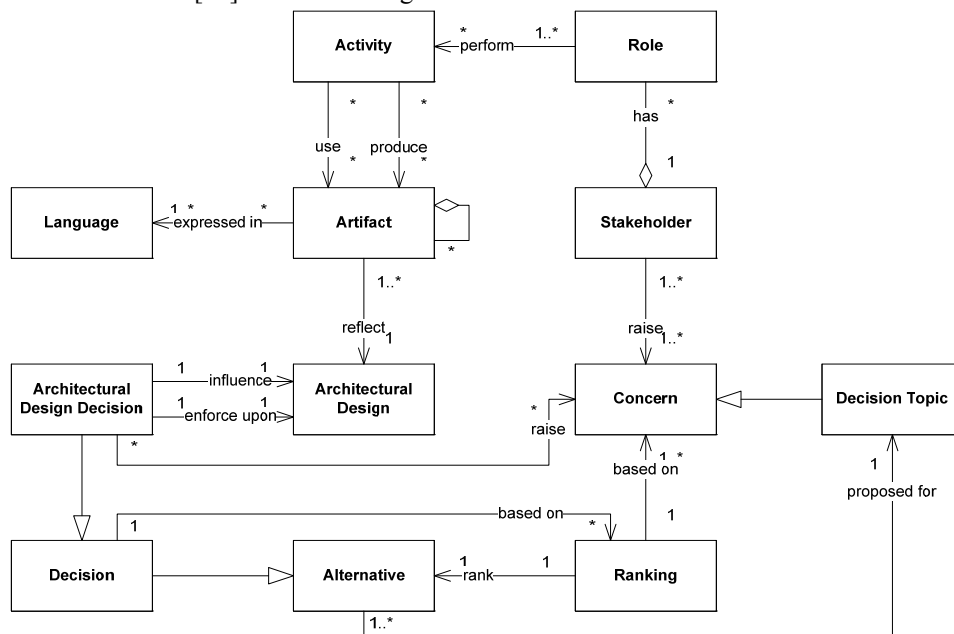 Activity
* perform 1..*
Role
* *
use produce
* *
*
has
1
Language
1 * expressed in *
Artifact
*
Stakeholder
1..*
reflect 1
1..*
raise 1..*
Architectural
Design Decision
1 influence 1
1 enforce upon 1
Architectural
Design
Concern
Decision Topic
*
* raise
1 *
based on
1
1
proposed for
1 based on *
Decision
Alternative
1 rank 1
Ranking
1..*